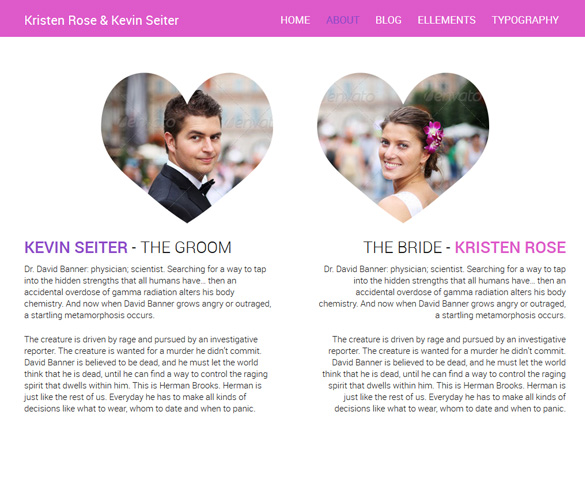 Kristen Rose & Kevin Seiter
HOME ABOUT BLOG ELLEMENTS TYPOGRAPHY
envato
envato
KEVIN SEITER - THE GROOM
Dr. David Banner: physician; scientist. Searching for a way to tap
into the hidden strengths that all humans have... then an
accidental overdose of gamma radiation alters his body
chemistry. And now when David Banner grows angry or outraged,
a startling metamorphosis occurs.
The creature is driven by rage and pursued by an investigative
reporter. The creature is wanted for a murder he didn't commit.
David Banner is believed to be dead, and he must let the world
think that he is dead, until he can find a way to control the raging
spirit that dwells within him. This is Herman Brooks. Herman is
just like the rest of us. Everyday he has to make all kinds of
decisions like what to wear, whom to date and when to panic.
THE BRIDE - KRISTEN ROSE
Dr. David Banner: physician; scientist. Searching for a way to tap
into the hidden strengths that all humans have... then an
accidental overdose of gamma radiation alters his body
chemistry. And now when David Banner grows angry or outraged,
a startling metamorphosis occurs.
The creature is driven by rage and pursued by an investigative
reporter. The creature is wanted for a murder he didn't commit.
David Banner is believed to be dead, and he must let the world
think that he is dead, until he can find a way to control the raging
spirit that dwells within him. This is Herman Brooks. Herman is
just like the rest of us. Everyday he has to make all kinds of
decisions like what to wear, whom to date and when to panic.